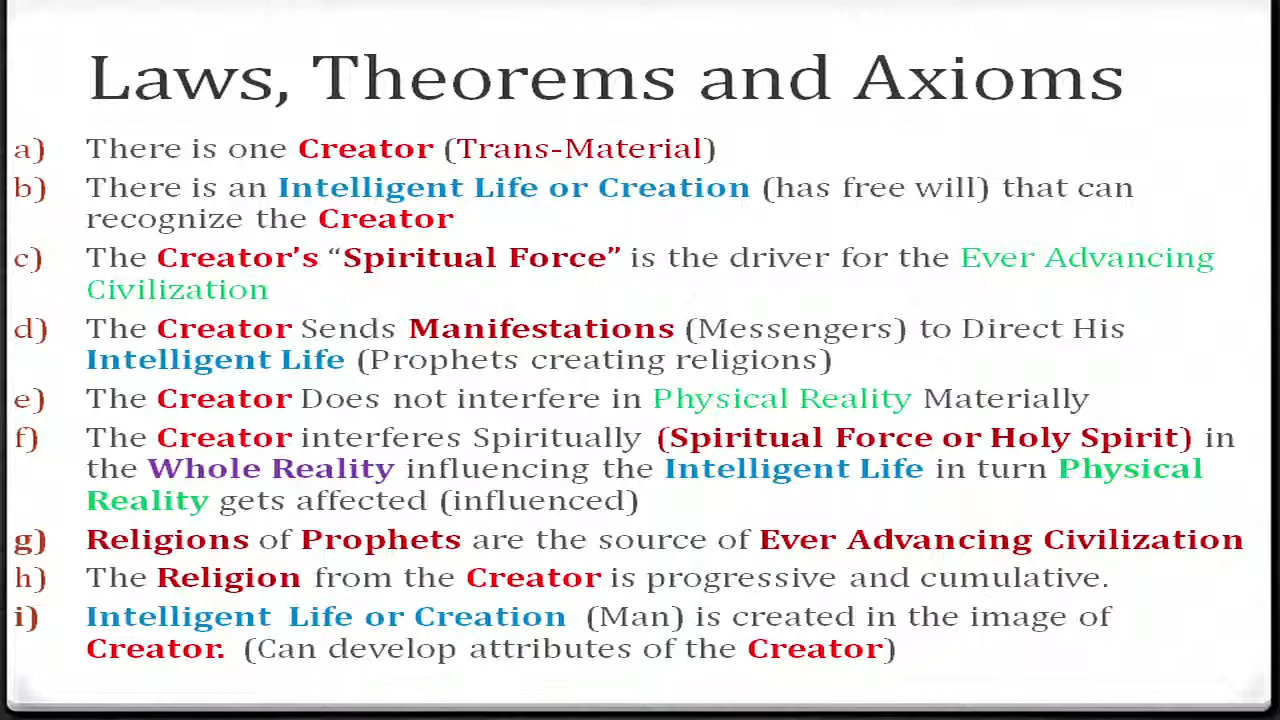 Laws, Theorems and Axioms
a) There is one Creator (Trans-Material)
b) There is an Intelligent Life or Creation (has free will) that can
recognize the Creator
c) The Creator's “Spiritual Force” is the driver for the Ever Advancing
Civilization
d) The Creator Sends Manifestations (Messengers) to Direct His
Intelligent Life (Prophets creating religions)
e) The Creator Does not interfere in Physical Reality Materially
f) The Creator interferes Spiritually (Spiritual Force or Holy Spirit) in
the Whole Reality influencing the Intelligent Life in turn Physical
Reality gets affected (influenced)
g) Religions of Prophets are the source of Ever Advancing Civilization
h) The Religion from the Creator is progressive and cumulative.
i) Intelligent Life or Creation (Man) is created in the image of
Creator. (Can develop attributes of the Creator)